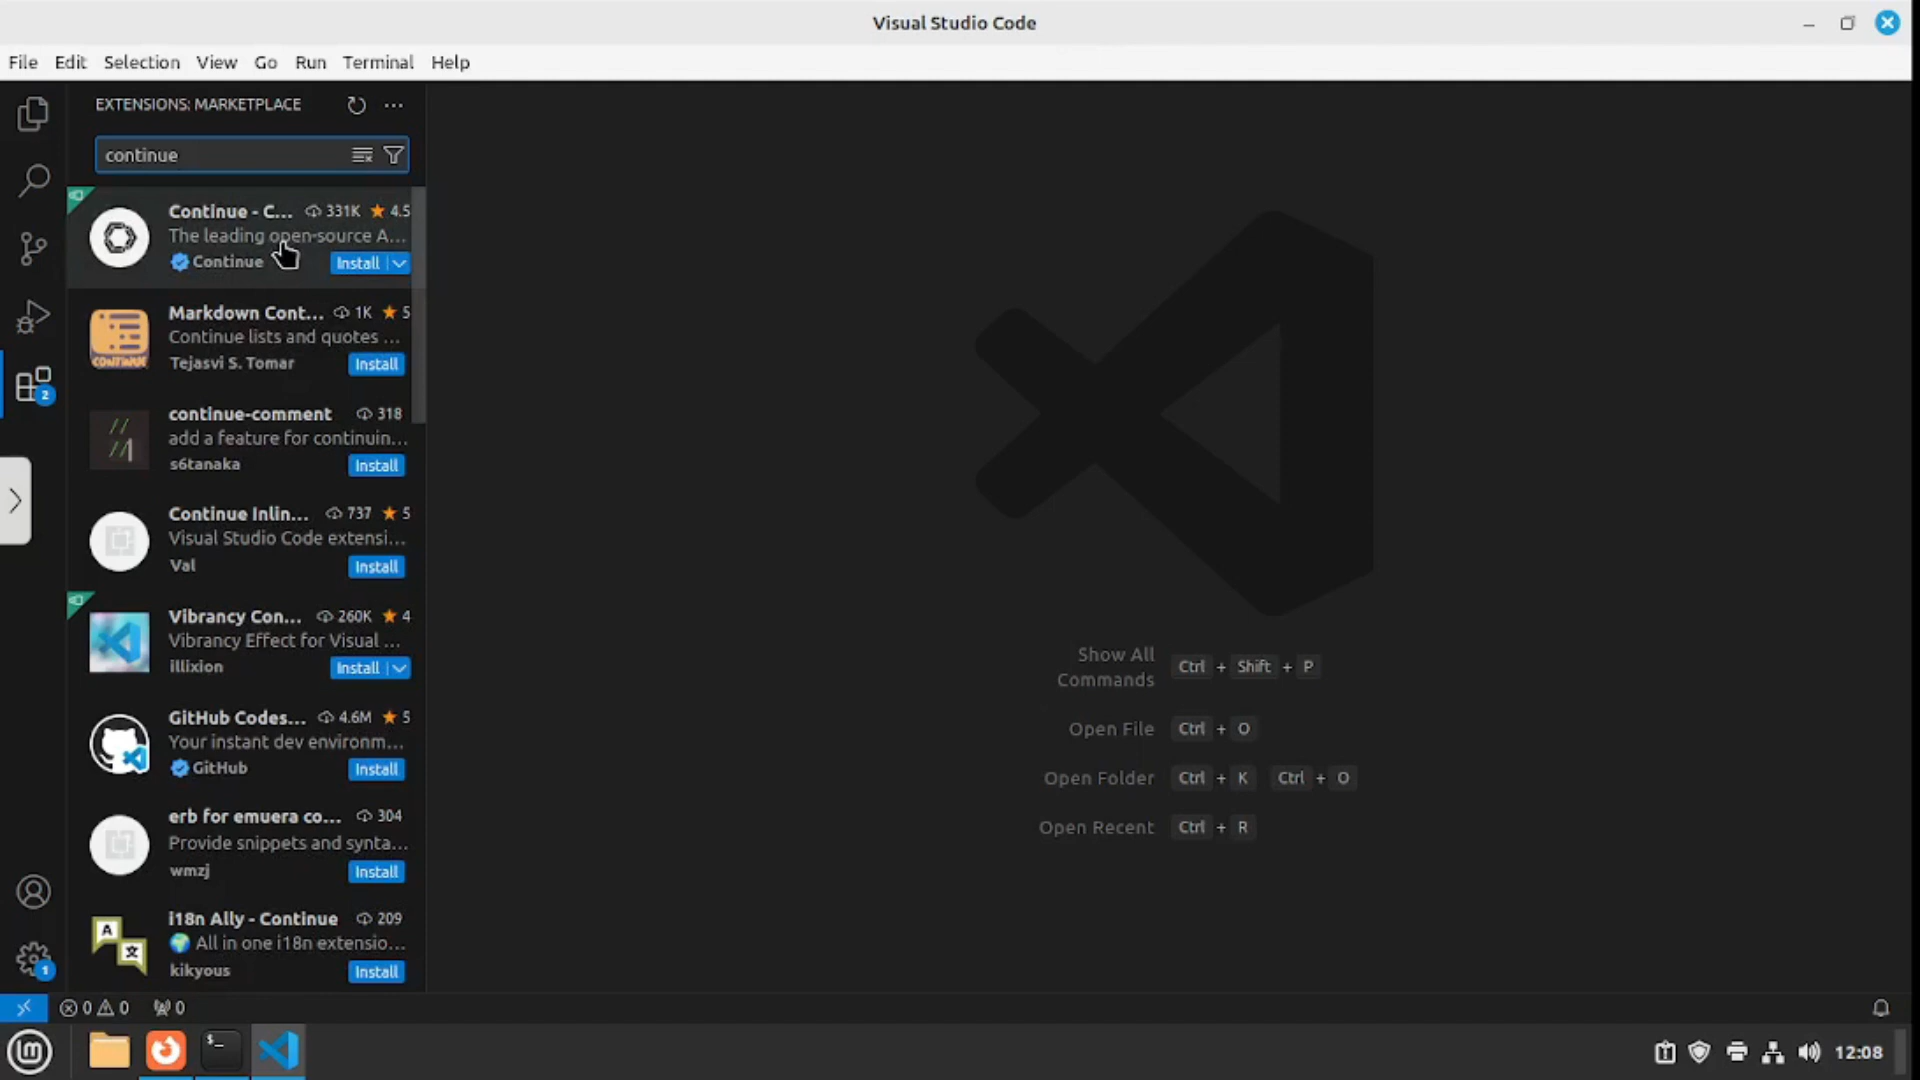 Visual Studio Code
File Edit Selection View Go Run Terminal Help
EXTENSIONS: MARKETPLACE
continue
Continue - C... 331K 4.5
The leading open-source A...
Continue Install
Markdown Cont... 1K 5
Continue lists and quotes ...
Tejasvi S. Tomar Install
CONTINUE
continue-comment 318
add a feature for continuin...
s6tanaka Install
//
//
Continue Inlin... 737 5
Visual Studio Code extensi...
Val Install
Vibrancy Con... 260K 4
Vibrancy Effect for Visual ...
illixion Install
GitHub Codes... 4.6M 5
Your instant dev environm...
GitHub Install
erb for emuera co... 304
Provide snippets and synta...
wmzj Install
i18n Ally - Continue 209
All in one i18n extensio...
kikyous Install
A
文
2
1
Show All Commands Ctrl + Shift + P
Open File Ctrl + O
Open Folder Ctrl + K Ctrl + O
Open Recent Ctrl + R
0 0 0
$_
12:08